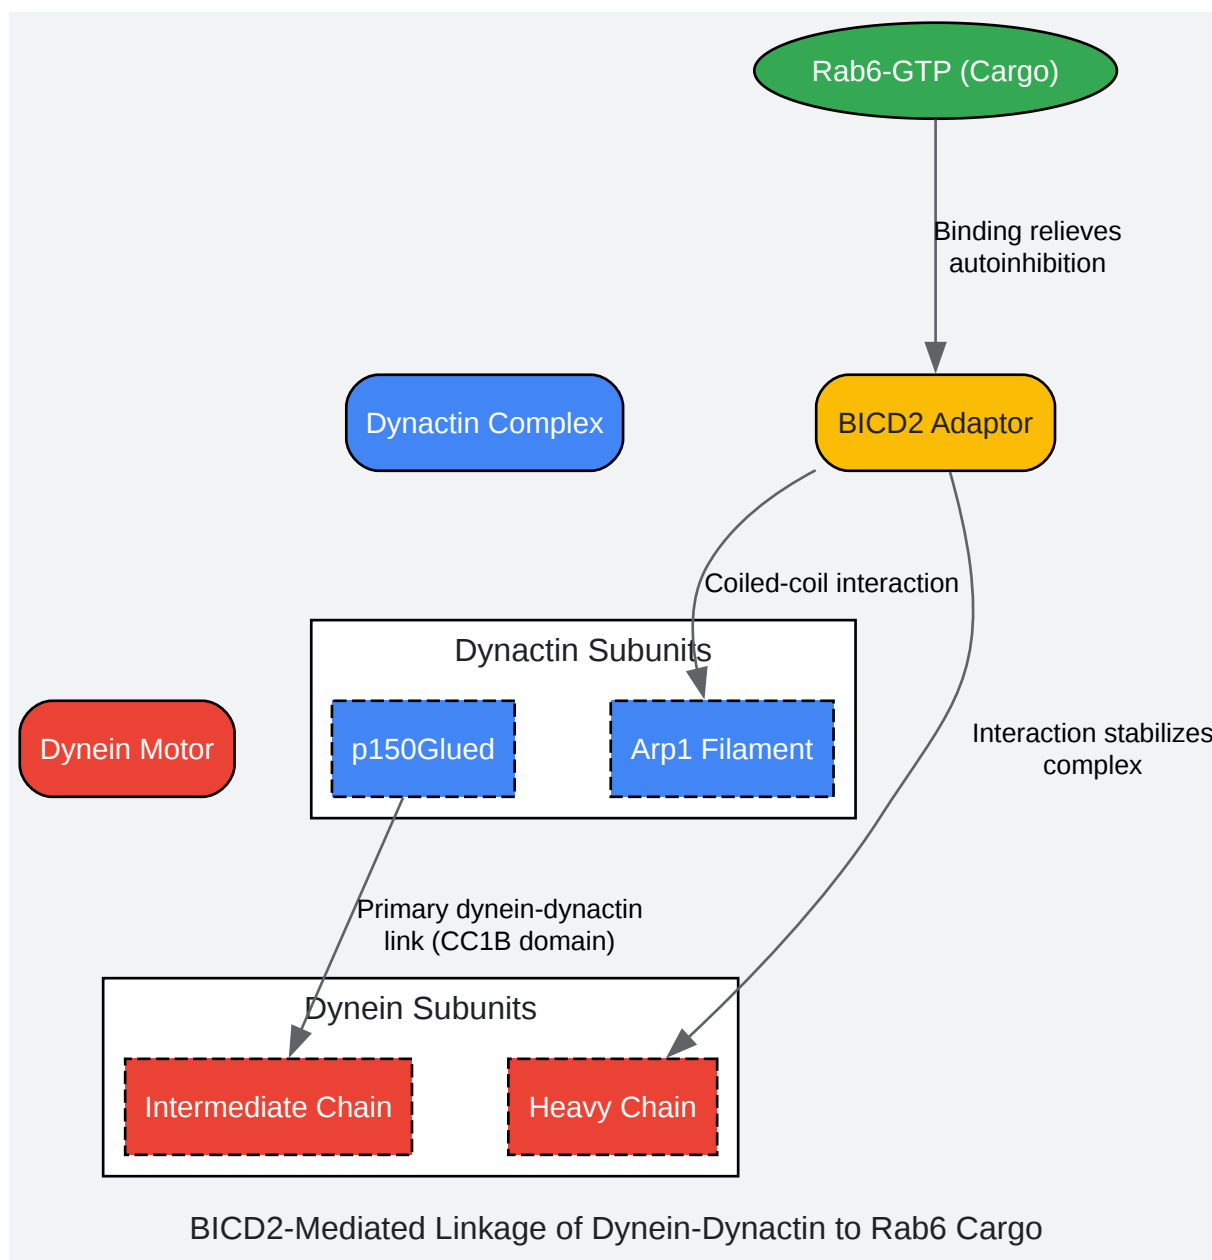 Rab6-GTP (Cargo)
Binding relieves
autoinhibition
Dynactin Complex
BICD2 Adaptor
Coiled-coil interaction
Dynactin Subunits
Dynein Motor
p150Glued
Arp1 Filament
Interaction stabilizes
complex
Primary dynein-dynactin
link (CC1B domain)
Dynein Subunits
Intermediate Chain
Heavy Chain
BICD2-Mediated Linkage of Dynein-Dynactin to Rab6 Cargo